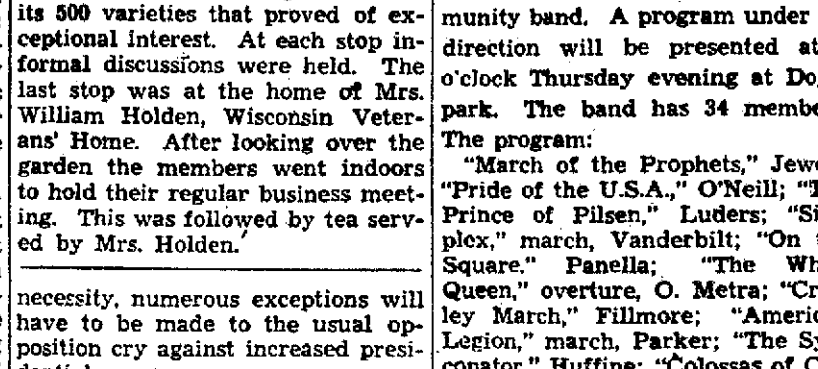 its 500 varieties that proved of ex-
ceptional interest. At each stop in-
formal discussions were held. The
last stop was at the home of Mrs.
William Holden, Wisconsin Veter-
ans' Home. After looking over the
garden the members went indoors
to hold their regular business meet-
ing. This was followed by tea serv-
ed by Mrs. Holden.
necessity, numerous exceptions will
have to be made to the usual op-
position cry against increased presi-
munity band. A program under
direction will be presented at
o'clock Thursday evening at
park. The band has 34
The program:
"March of the Prophets,"
"Pride of the U.S.A.," O'Neill;
Prince of Pilsen," Luders;
plex," march, Vanderbilt; "On
Square." Panella; "The
Queen," overture, O. Metra;
ley March," Fillmore;
Legion," march, Parker; "The
conator," Huffine; "Colossas of